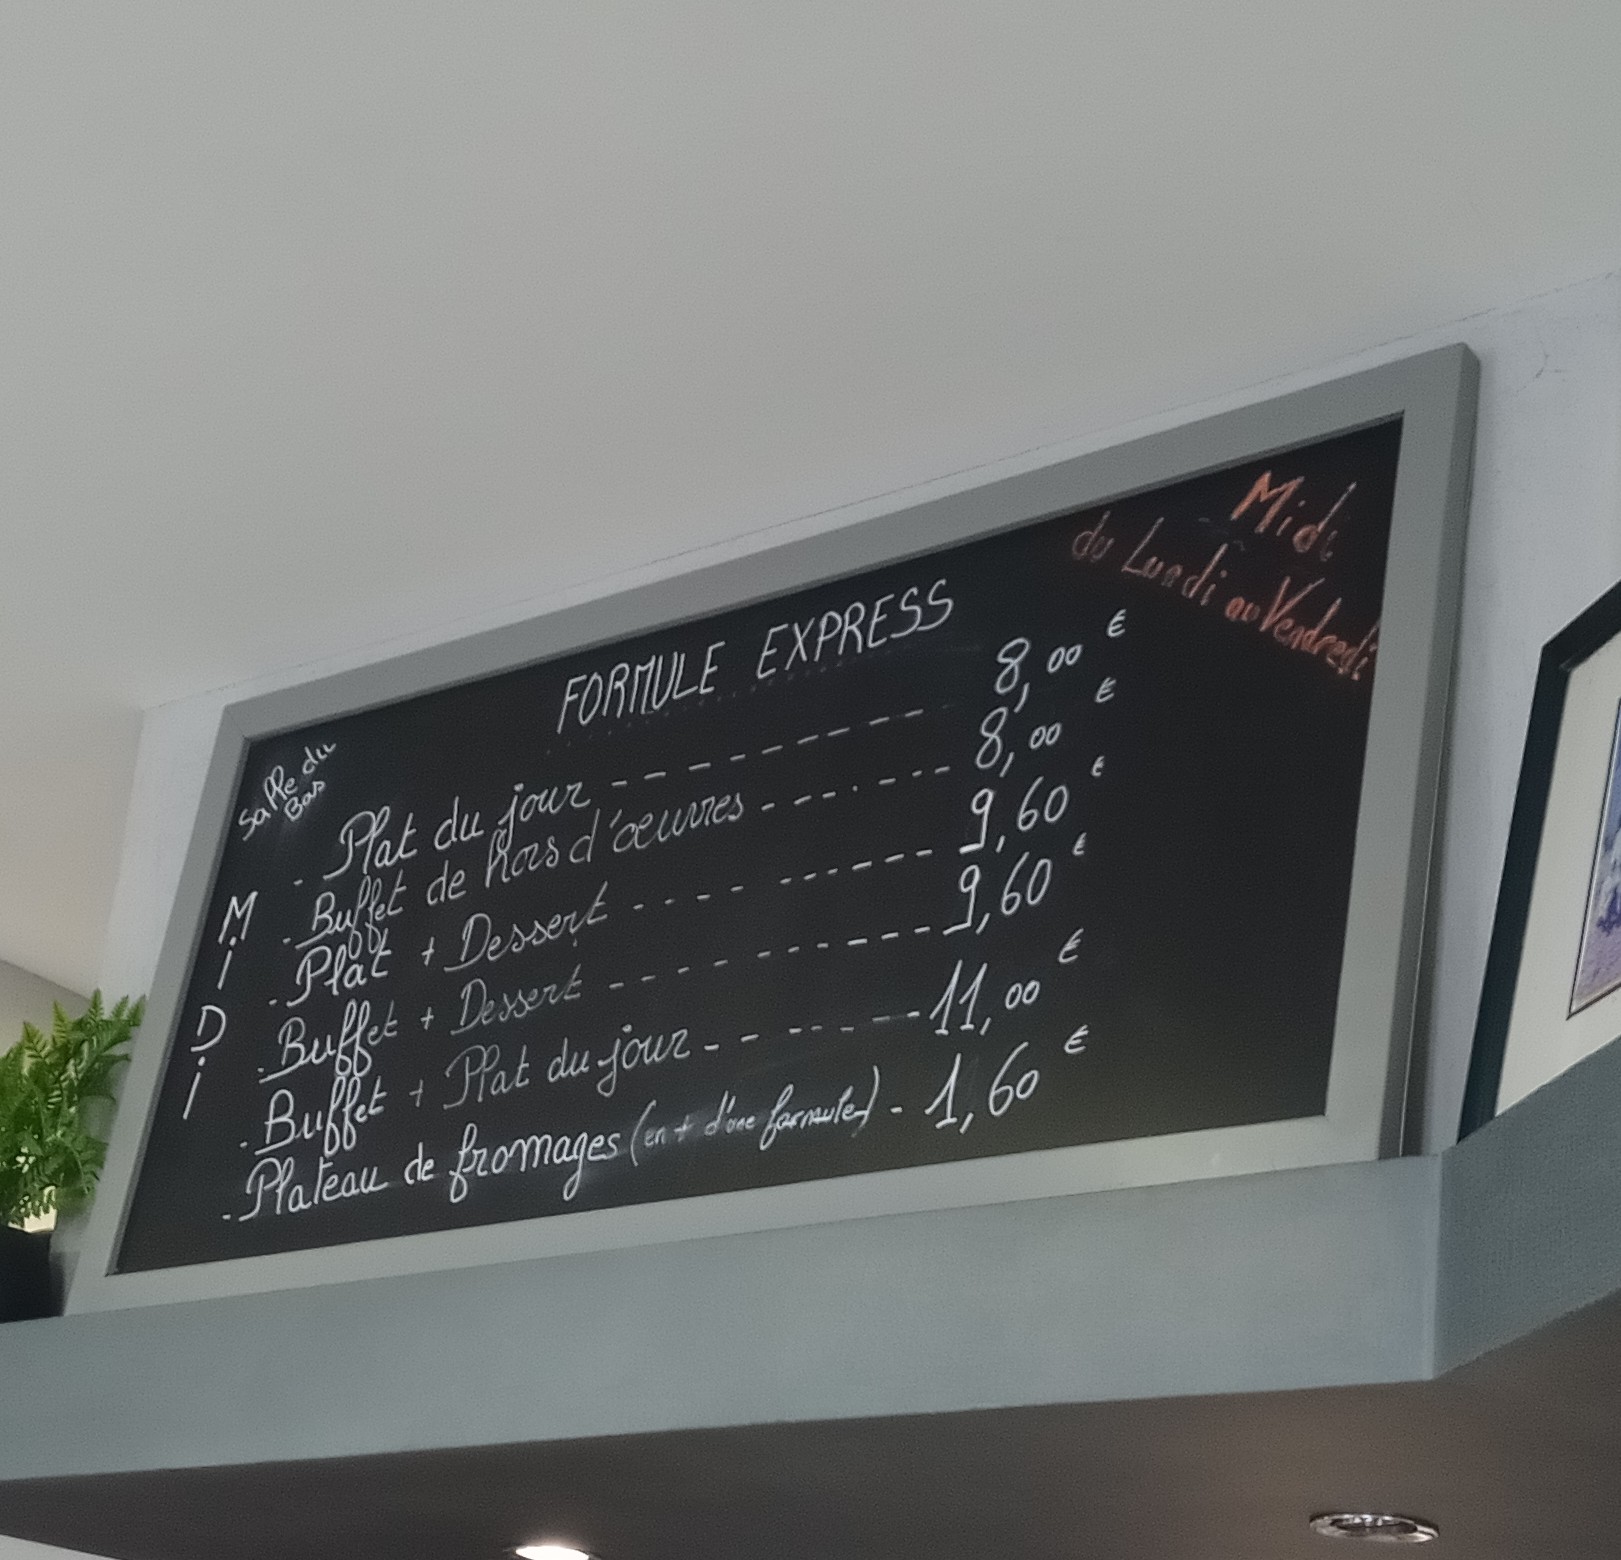 Midi
du Lundi au Vendredi
FORMULE EXPRESS
Salle du
Bas
MiDi
- Plat du jour --------- 8,00 €
- Buffet de hors d'œuvres ------- 8,00 €
- Plat + Dessert ---- ------- 9,60 €
- Buffet + Dessert ----------- 9,60 €
- Buffet + Plat du jour ------- 11,00 €
- Plateau de fromages (en + d'une formule) - 1,60 €